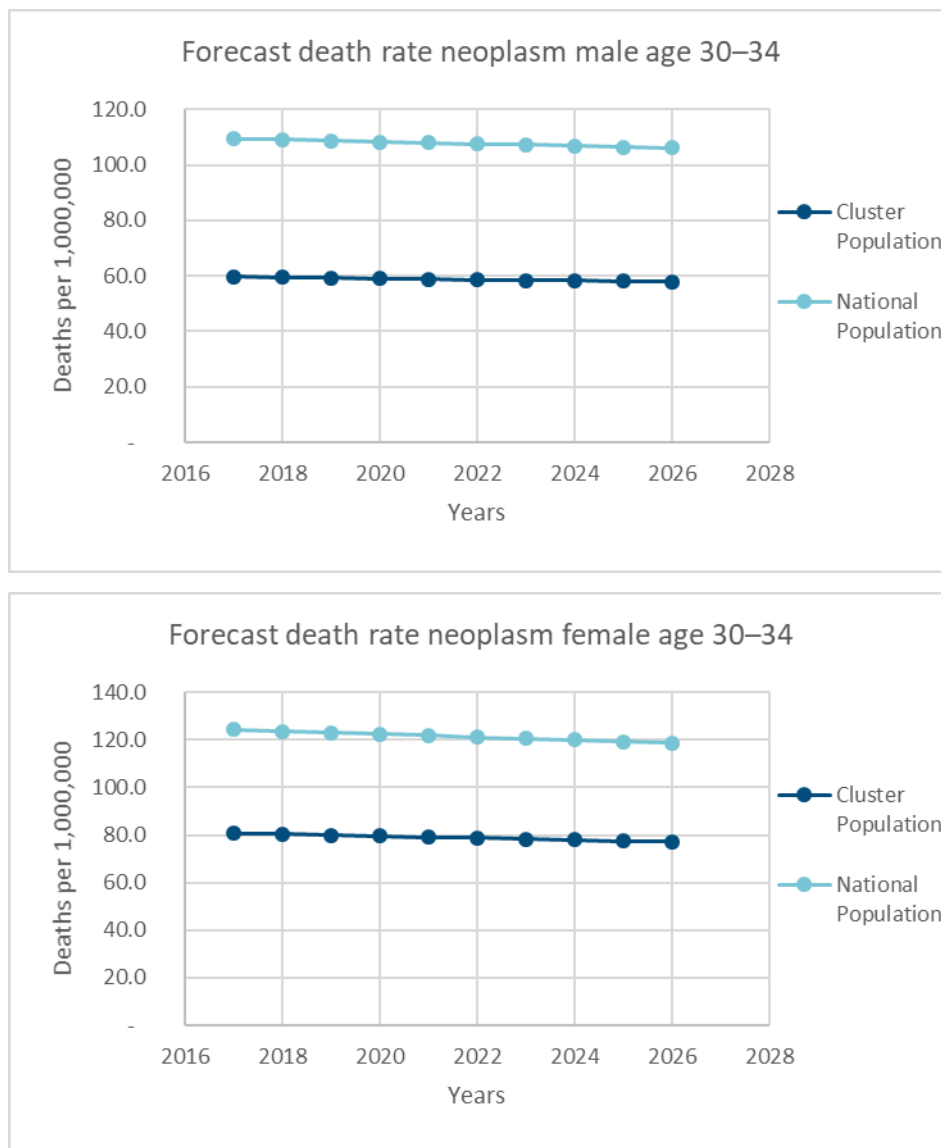 Forecast death rate neoplasm male age 30–34
120.0
100.0
80.0
60.0
40.0
20.0
-
Deaths per 1,000,000
2016 2018 2020 2022 2024 2026 2028
Years
Cluster
Population
National
Population
Forecast death rate neoplasm female age 30–34
140.0
120.0
100.0
80.0
60.0
40.0
20.0
-
Deaths per 1,000,000
2016 2018 2020 2022 2024 2026 2028
Years
Cluster
Population
National
Population